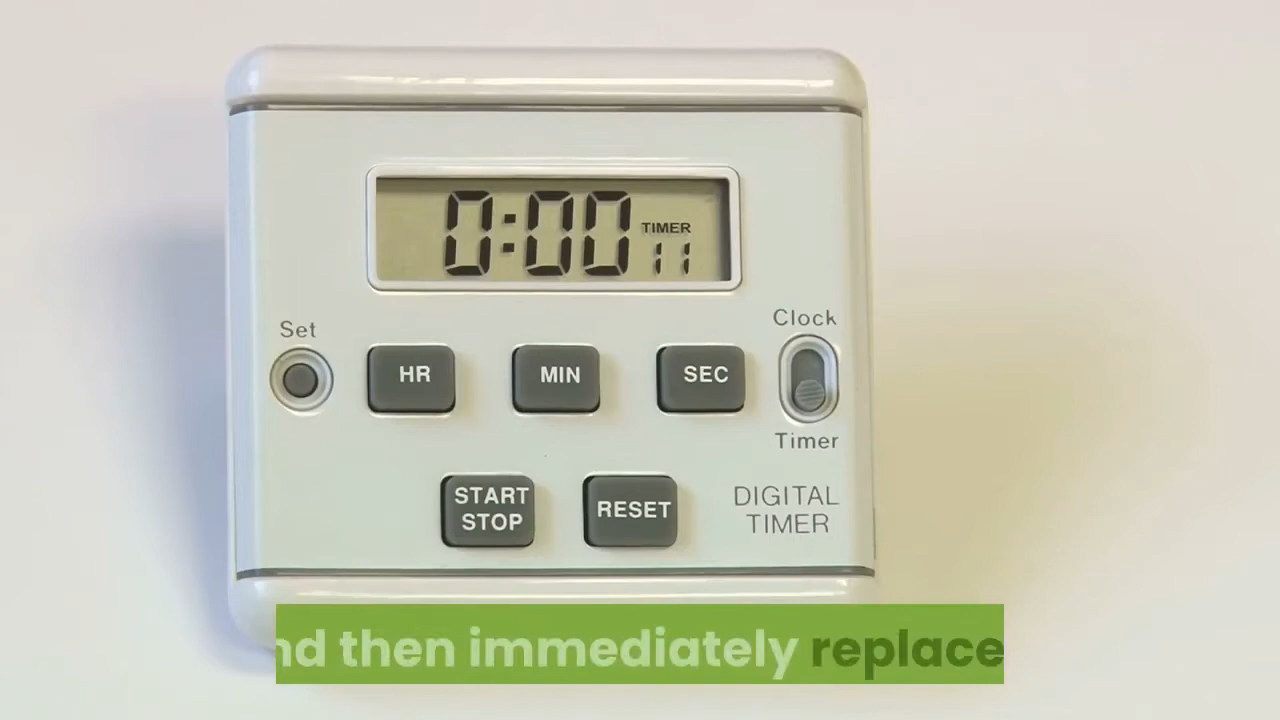 0:00 TIMER 11
Set
Clock
HR
MIN
SEC
Timer
START
STOP
RESET
DIGITAL
TIMER
nd then immediately replace